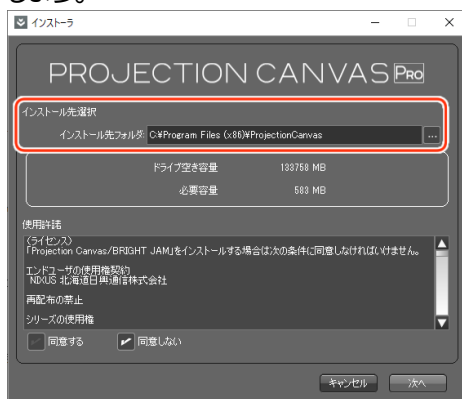 します。
インストーラ
PROJECTION CANVAS PRO
インストール先選択
インストール先フォルダ: C:¥Program Files (x86)¥ProjectionCanvas ...
ドライブ空き容量 133758 MB
必要容量 583 MB
使用許諾
《ライセンス》
「Projection Canvas/BRIGHT JAM」をインストールする場合は次の条件に同意しなければいけません。
エンドユーザの使用権契約
NIXUS 北海道日興通信株式会社
再配布の禁止
シリーズの使用権
同意する 同意しない
キャンセル 次へ